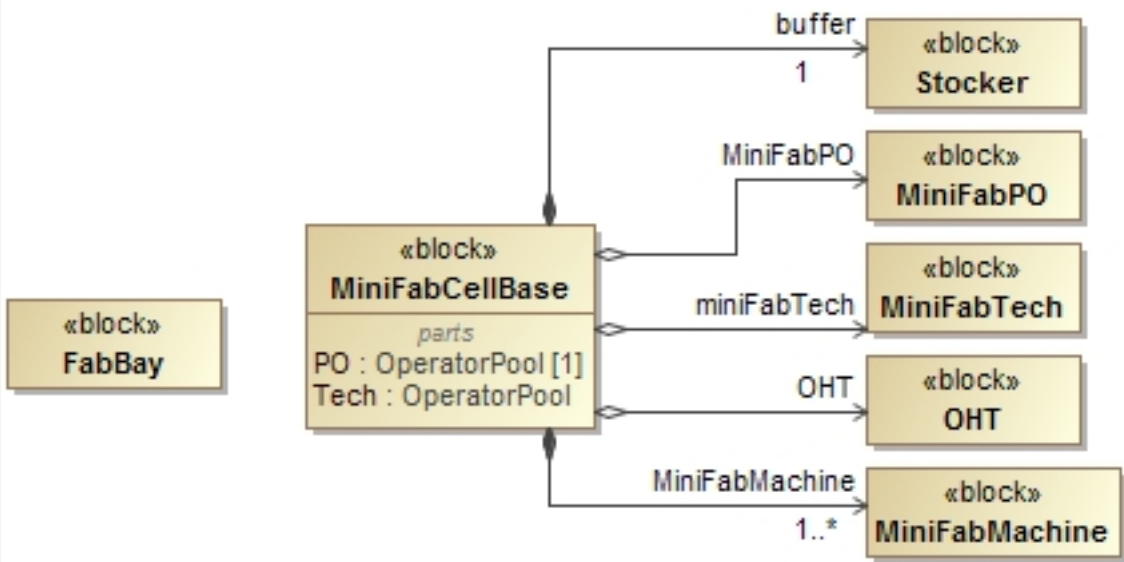 buffer
1
«block»
Stocker
MiniFabPO
«block»
MiniFabPO
«block»
MiniFabCellBase
parts
PO : OperatorPool [1]
Tech : OperatorPool
miniFabTech
«block»
MiniFabTech
«block»
FabBay
OHT
«block»
OHT
MiniFabMachine
1..*
«block»
MiniFabMachine